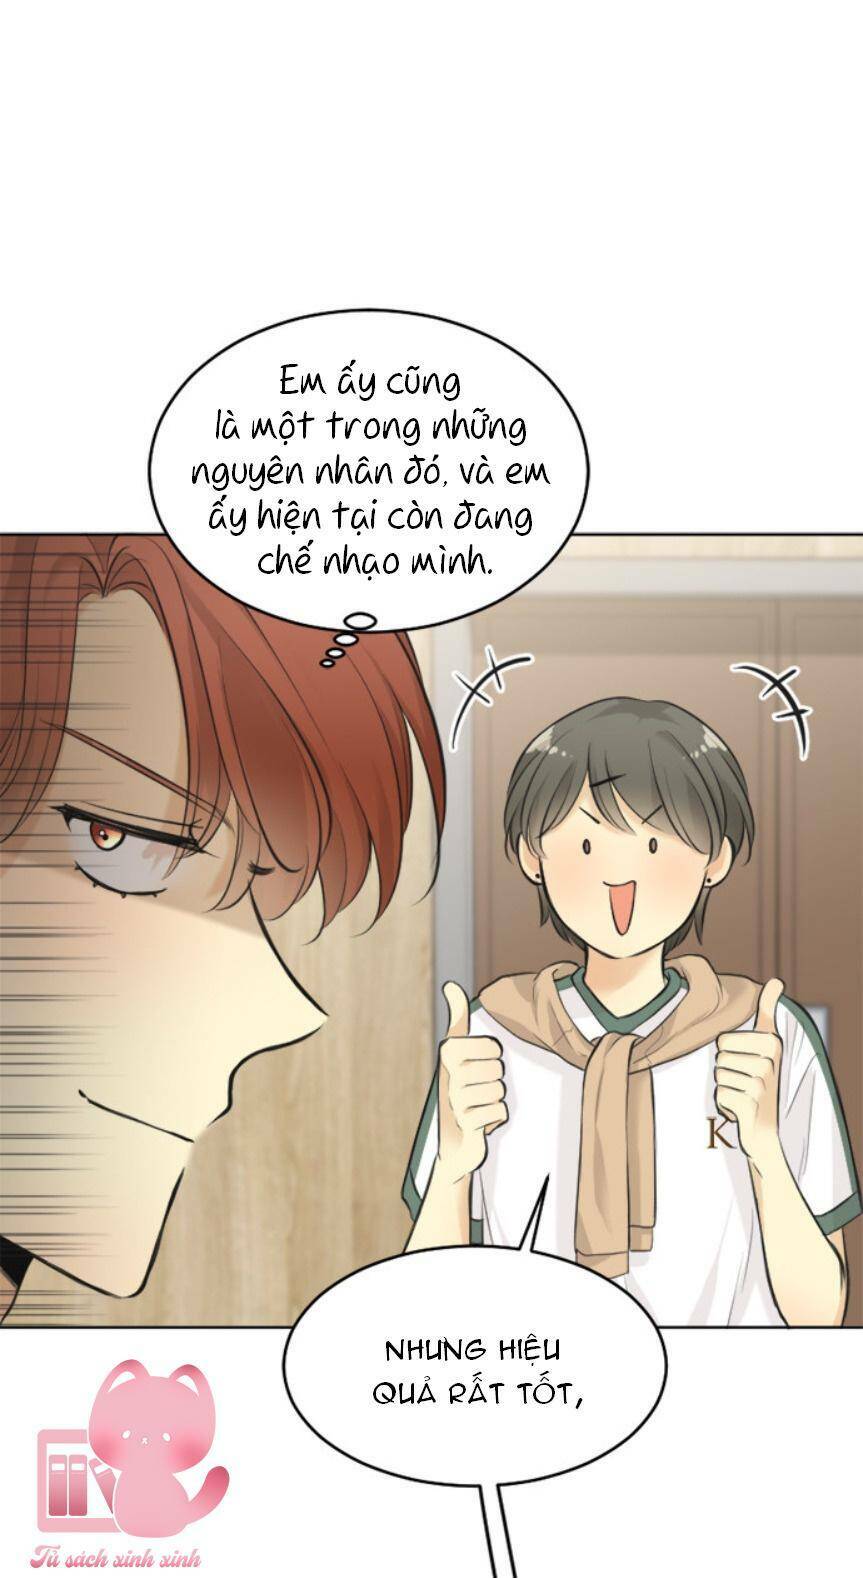 Em ấy cũng
là một trong những
nguyên nhân đó, và em
ấy hiện tại còn đang
chế nhạo mình.
K
NHƯNG HIỆU
QUẢ RẤT TỐT,
Tủ sách xinh xinh